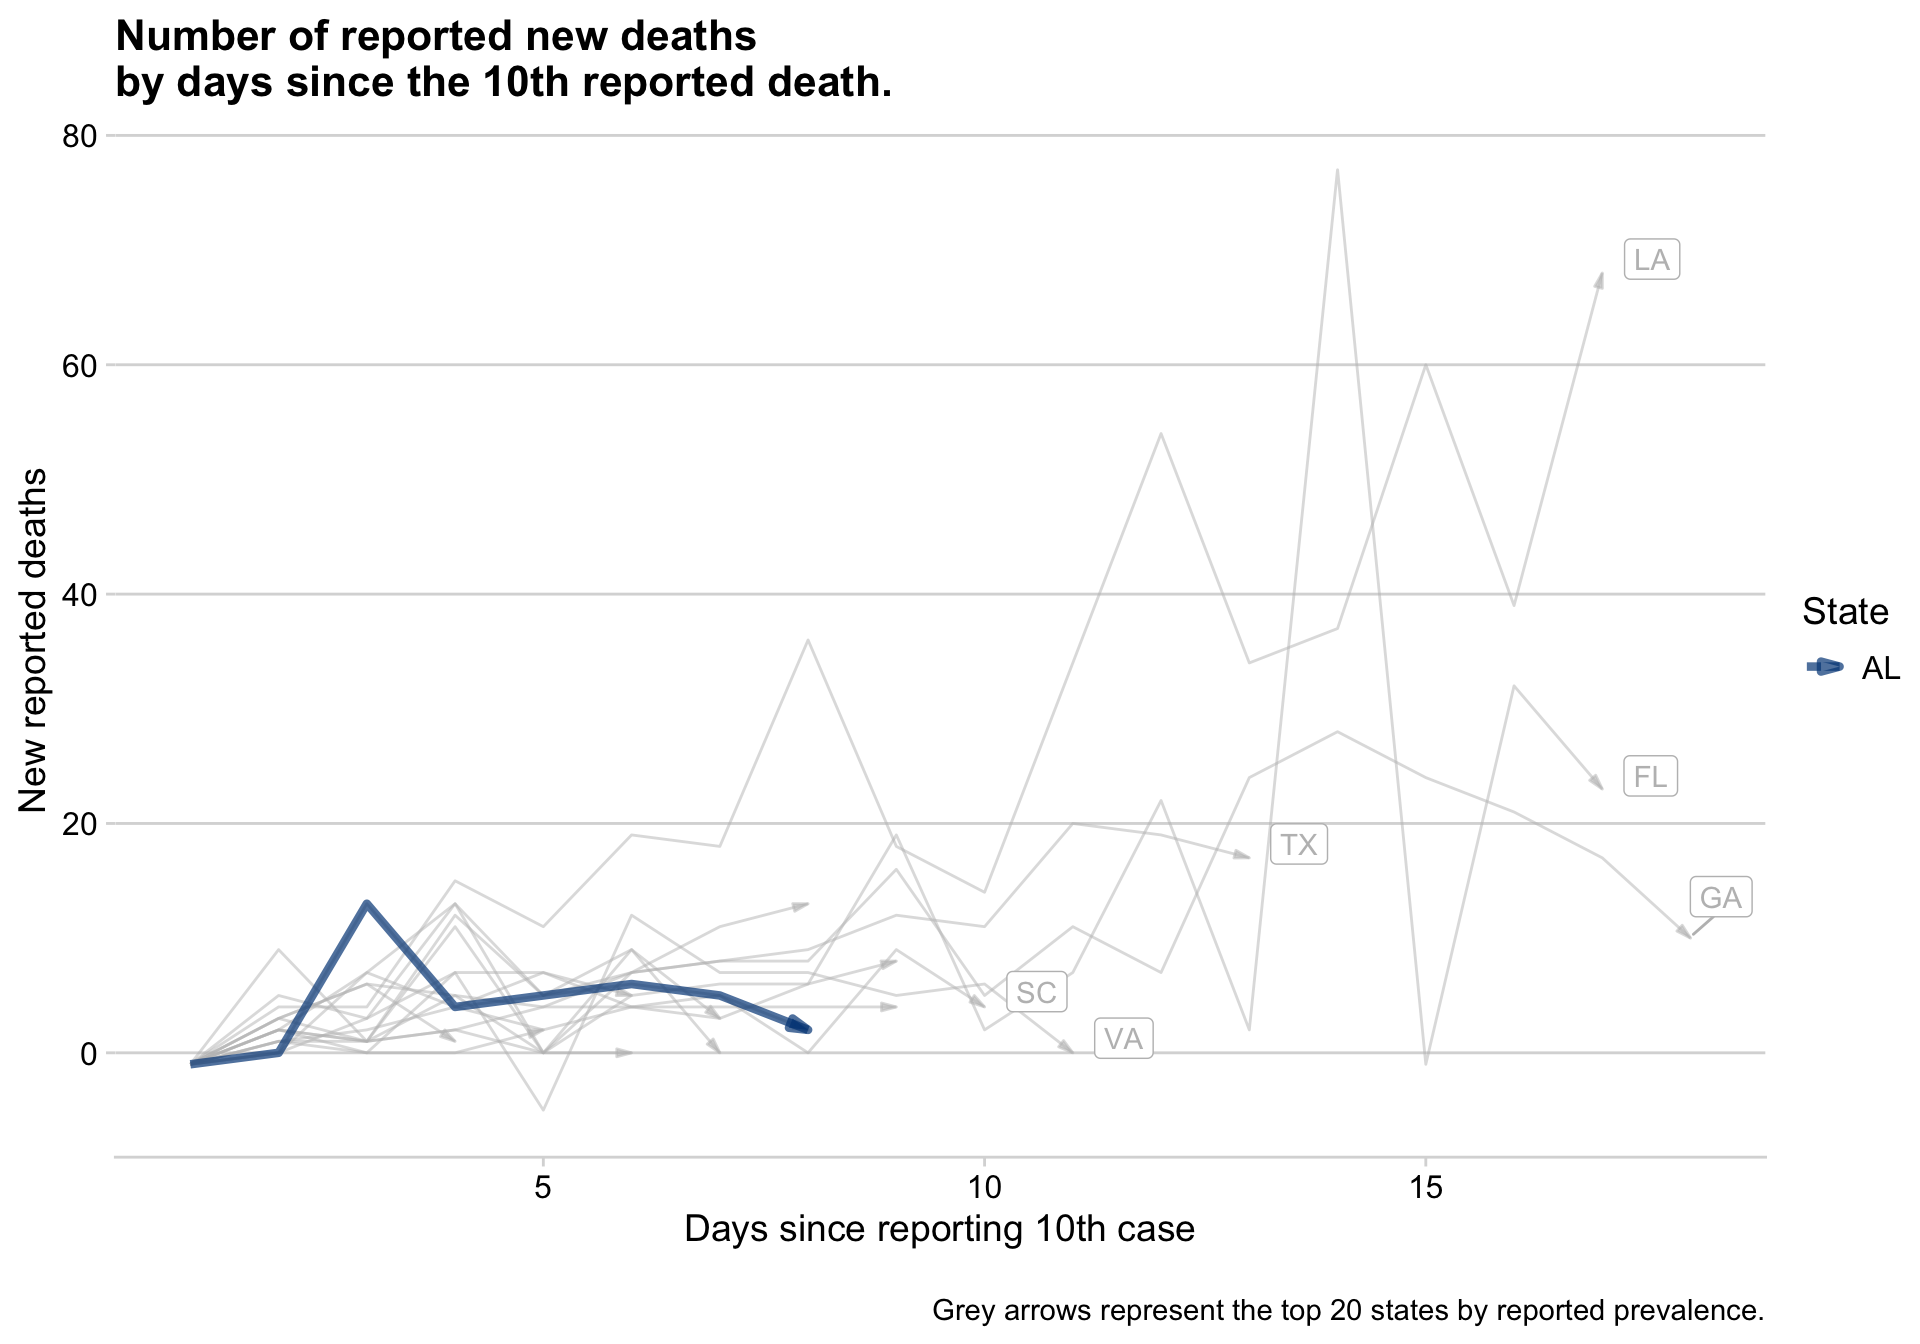 Number of reported new deaths
by days since the 10th reported death.
80
60
40
20
0
New reported deaths
LA
FL
TX
GA
SC
VA
State
AL
5
10
15
Days since reporting 10th case
Grey arrows represent the top 20 states by reported prevalence.